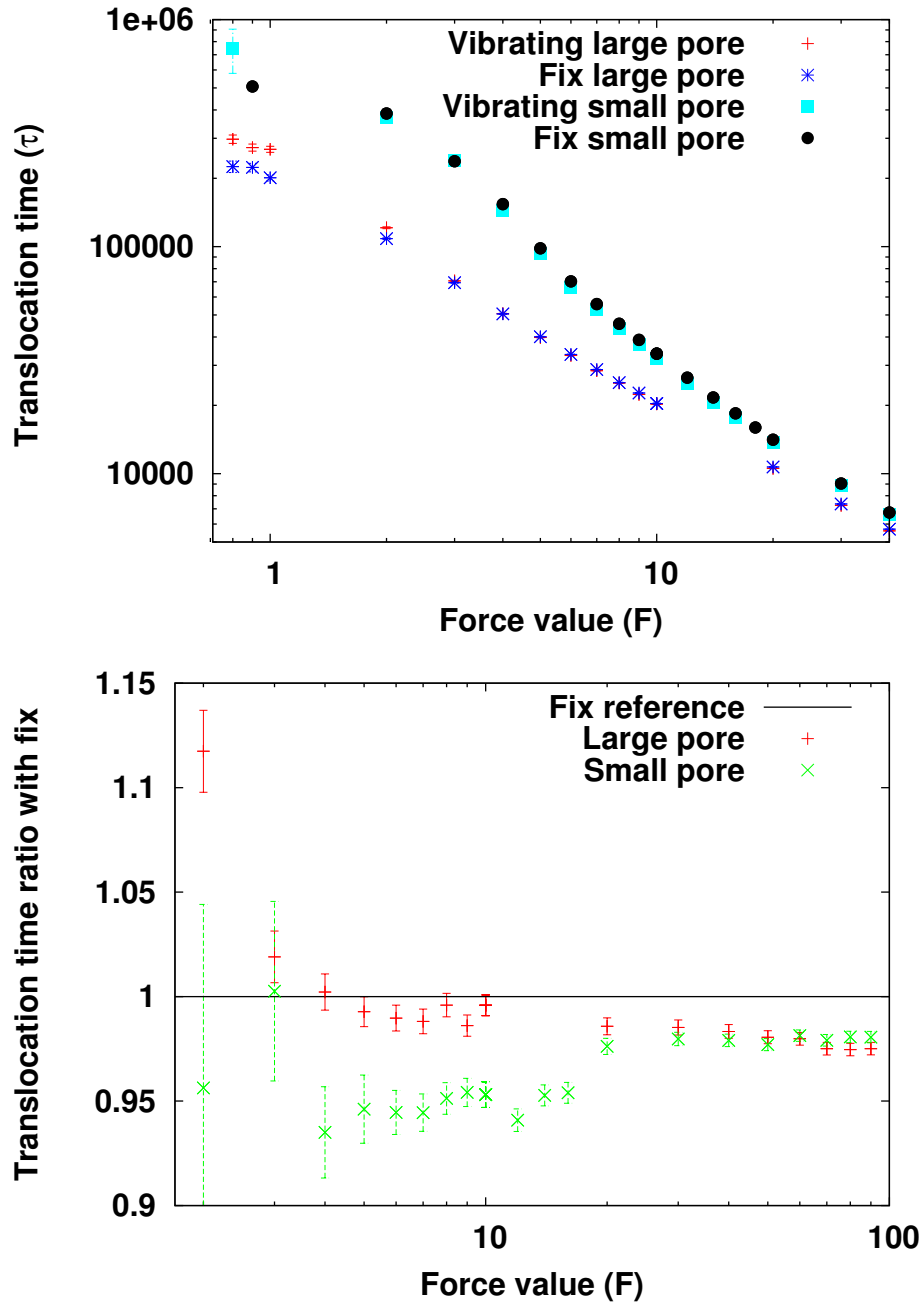 1e+06
100000
10000
1
10
Translocation time (τ)
Force value (F)
Vibrating large pore
Fix large pore
Vibrating small pore
Fix small pore
1.15
1.1
1.05
1
0.95
0.9
10
100
Translocation time ratio with fix
Force value (F)
Fix reference
Large pore
Small pore